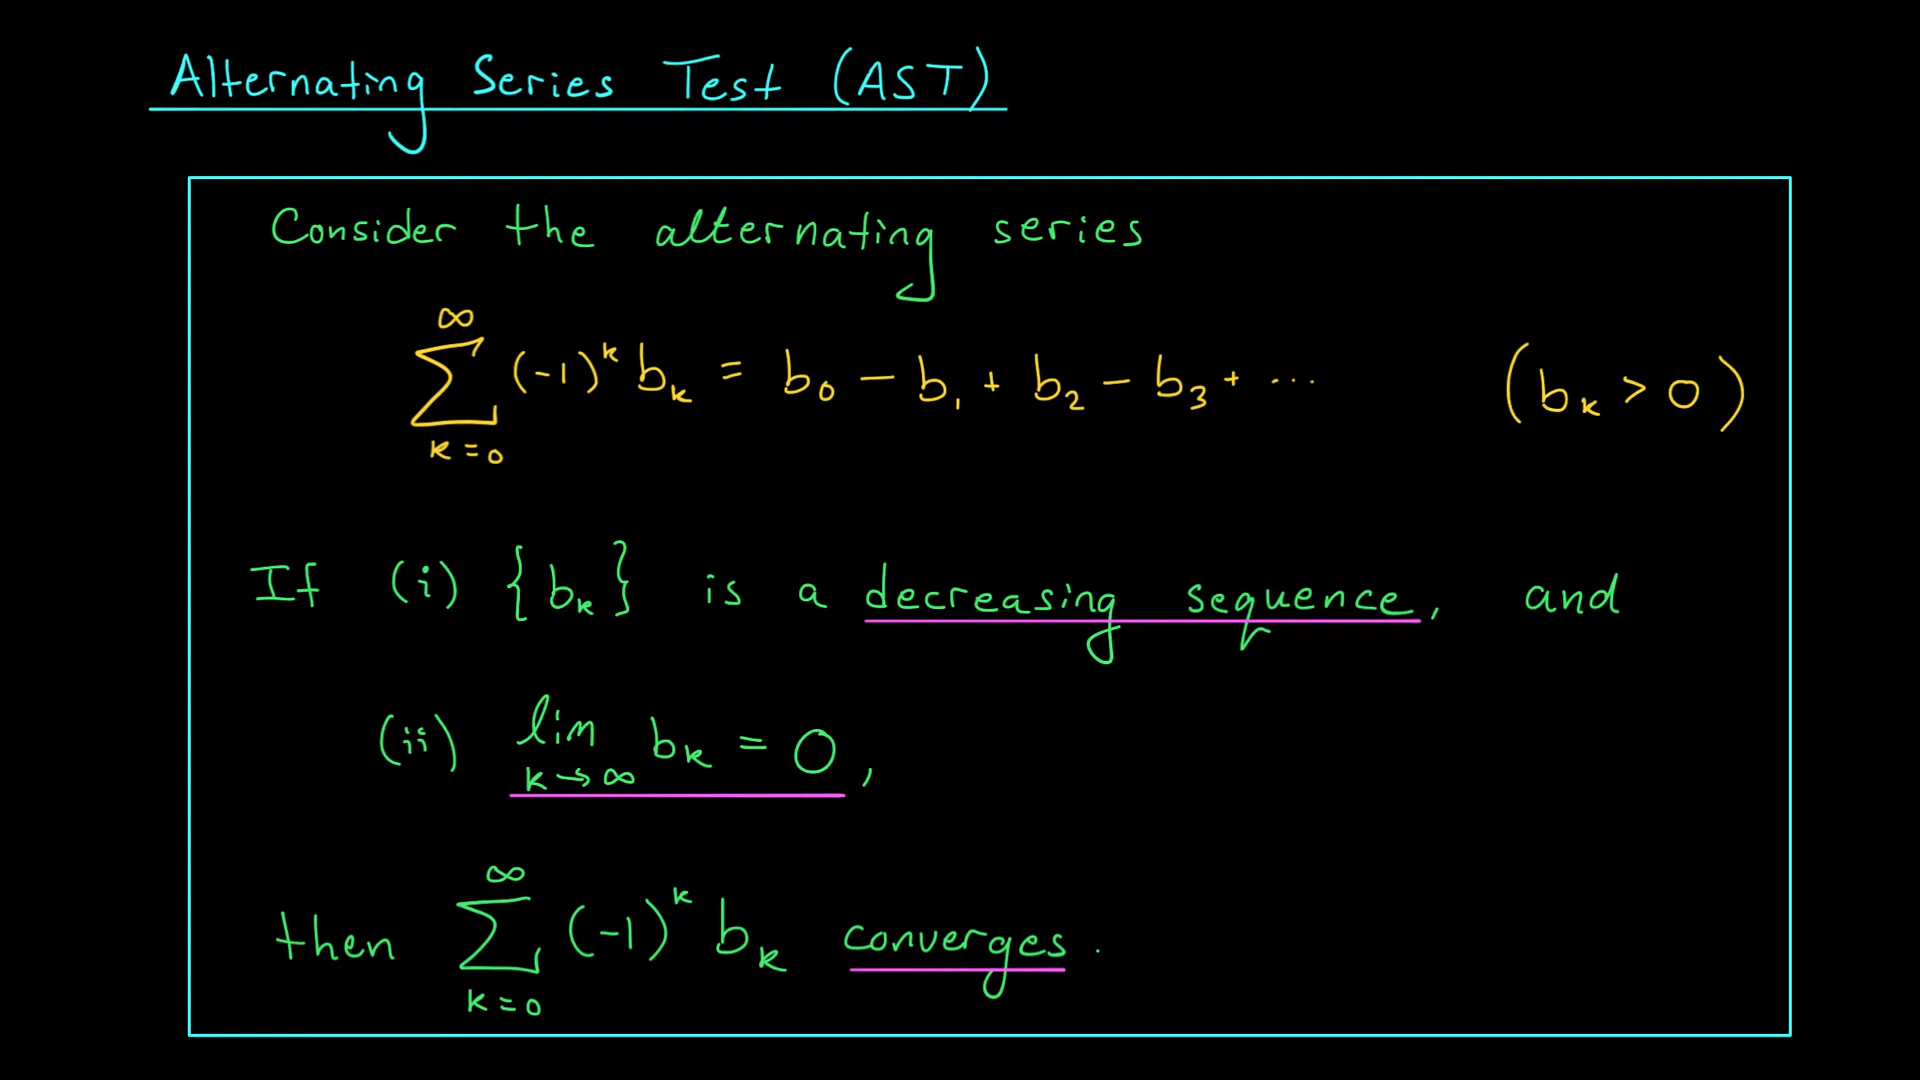 Alternating Series Test (AST)
Consider the alternating series
∞
∑ (-1)^k b_k = b_0 - b_1 + b_2 - b_3 + ... (b_k > 0)
k=0
If (i) {b_k} is a decreasing sequence, and
(ii) lim b_k = 0,
k→∞
∞
then ∑ (-1)^k b_k converges.
k=0